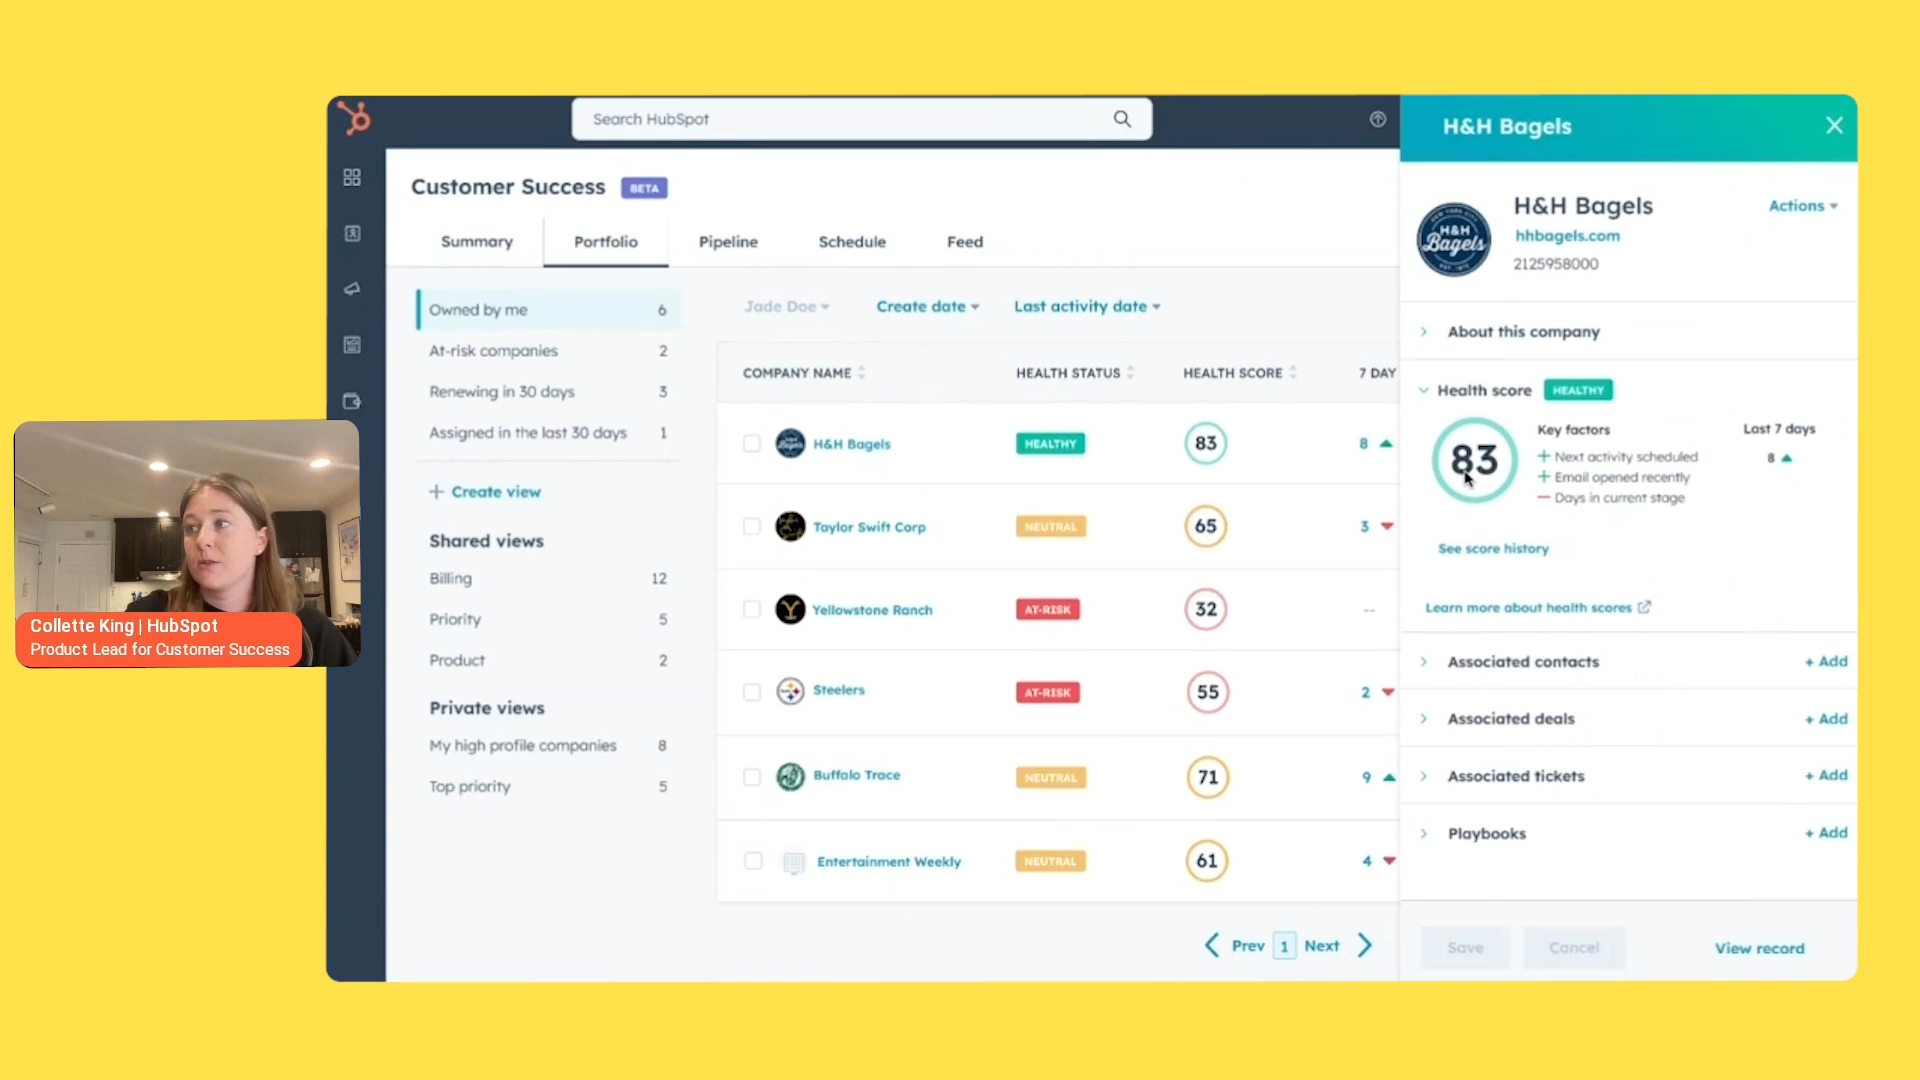 Search HubSpot
Customer Success BETA
Summary Portfolio Pipeline Schedule Feed
Owned by me 6
At-risk companies 2
Renewing in 30 days 3
Assigned in the last 30 days 1
+ Create view
Shared views
Billing 12
Priority 5
Product 2
Private views
My high profile companies 8
Top priority 5
Jade Doe Create date Last activity date
COMPANY NAME HEALTH STATUS HEALTH SCORE 7 DAY
H&H Bagels HEALTHY 83 8
Taylor Swift Corp NEUTRAL 65 3
Yellowstone Ranch AT-RISK 32 --
Steelers AT-RISK 55 2
Buffalo Trace NEUTRAL 71 9
Entertainment Weekly NEUTRAL 61 4
Prev 1 Next
H&H Bagels
H&H
Bagels
H&H Bagels
Actions
hhbagels.com
2125958000
About this company
Health score HEALTHY
83
Key factors Last 7 days
+ Next activity scheduled 8
+ Email opened recently
– Days in current stage
See score history
Learn more about health scores
Associated contacts + Add
Associated deals + Add
Associated tickets + Add
Playbooks + Add
Save Cancel View record
Collette King | HubSpot
Product Lead for Customer Success